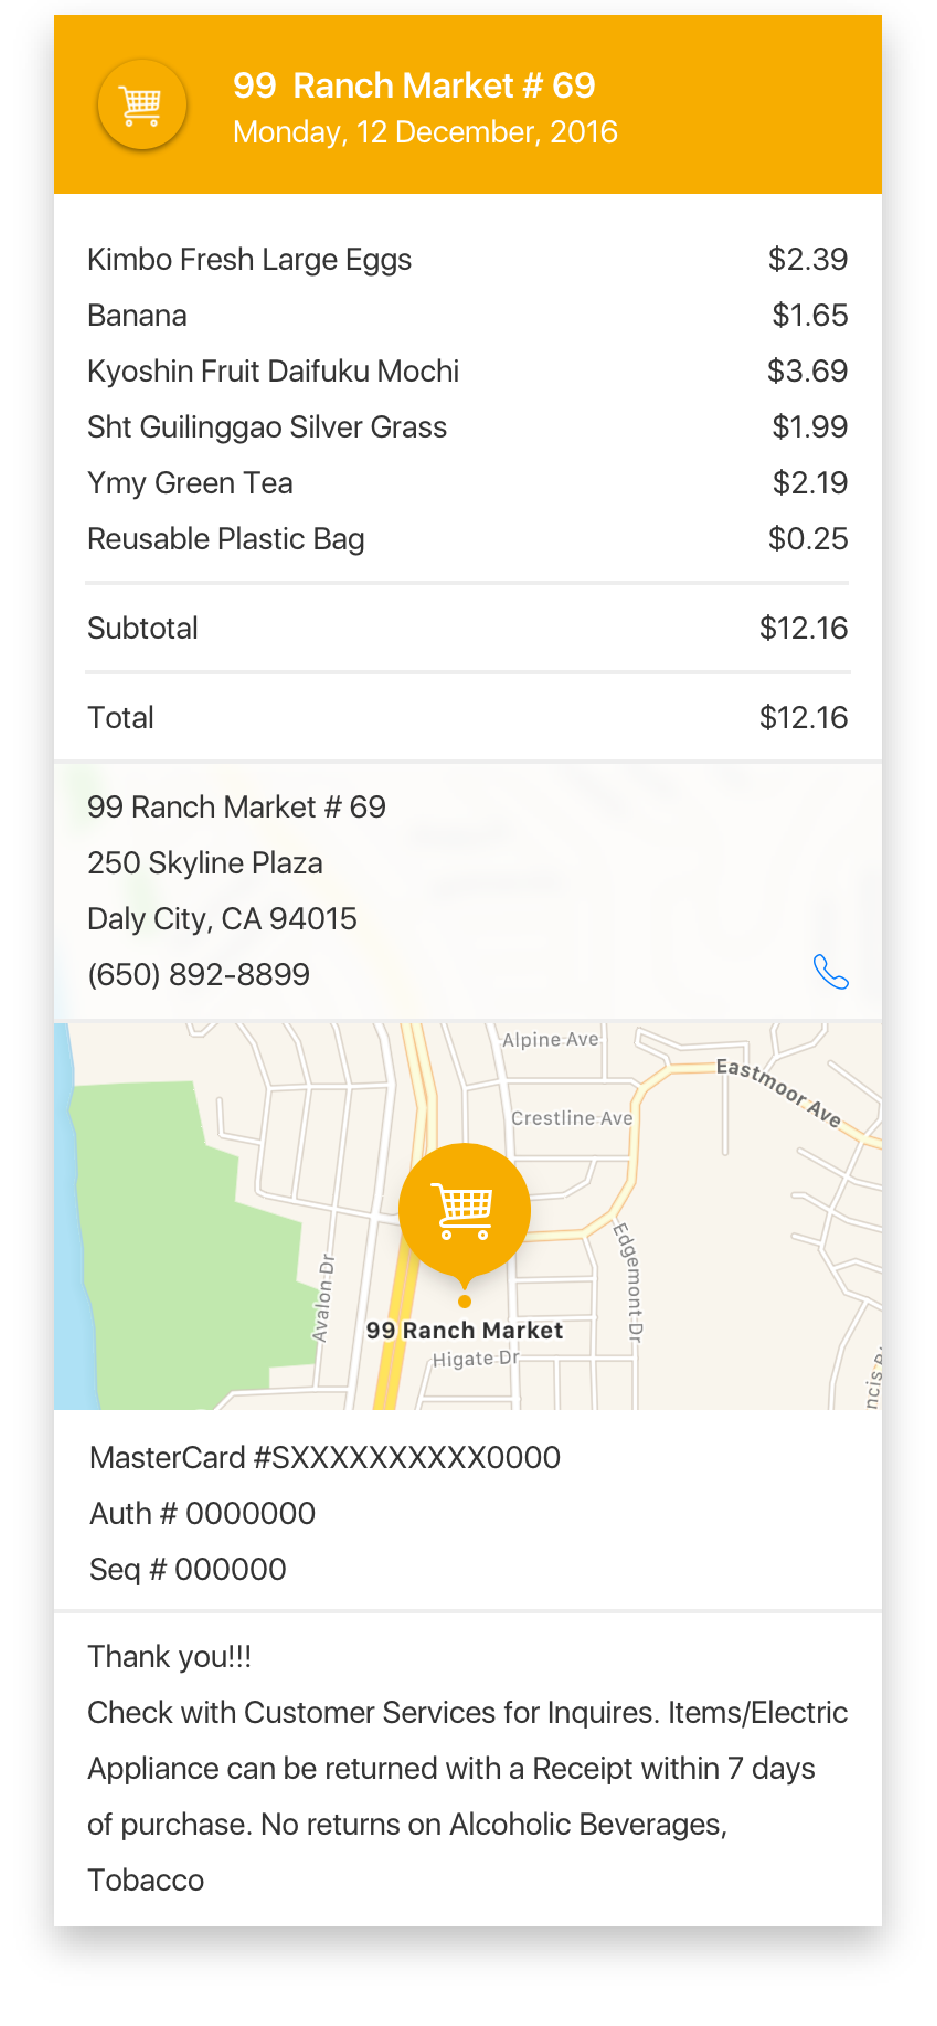 99  Ranch Market # 69
Monday, 12 December, 2016
Kimbo Fresh Large Eggs $2.39
Banana $1.65
Kyoshin Fruit Daifuku Mochi $3.69
Sht Guilinggao Silver Grass $1.99
Ymy Green Tea $2.19
Reusable Plastic Bag $0.25
Subtotal $12.16
Total $12.16
99 Ranch Market # 69
250 Skyline Plaza
Daly City, CA 94015
(650) 892-8899
Alpine Ave
Eastmoor Ave
Crestline Ave
Edgemont Dr
Avalon Dr
99 Ranch Market
Higate Dr
MasterCard #SXXXXXXXXXX0000
Auth # 0000000
Seq # 000000
Thank you!!!
Check with Customer Services for Inquires. Items/Electric
Appliance can be returned with a Receipt within 7 days
of purchase. No returns on Alcoholic Beverages,
Tobacco